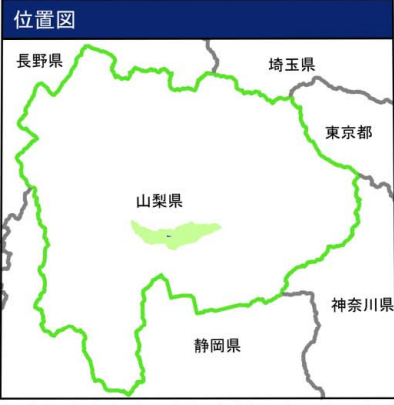 位置図
長野県
埼玉県
東京都
山梨県
神奈川県
静岡県